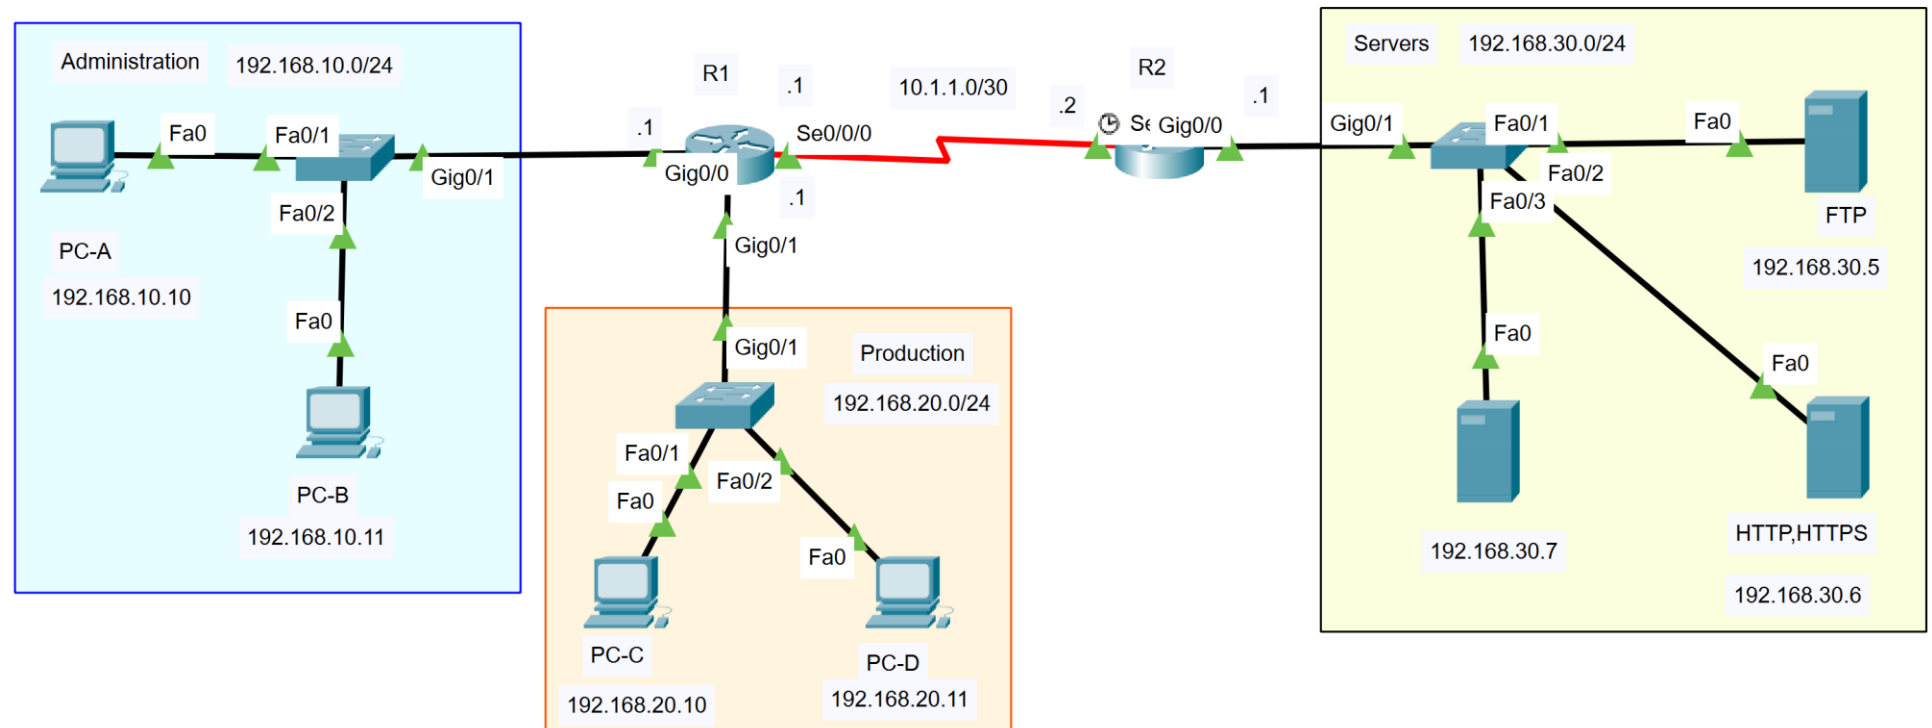 Administration
192.168.10.0/24
Fa0
Fa0/1
Gig0/1
Fa0/2
PC-A
192.168.10.10
Fa0
PC-B
192.168.10.11
R1
.1
.1
Se0/0/0
Gig0/0
.1
Gig0/1
10.1.1.0/30
R2
.2
Gig0/0
.1
Gig0/1
Production
192.168.20.0/24
Fa0/1
Fa0/2
Fa0
Fa0
PC-C
192.168.20.10
PC-D
192.168.20.11
Servers
192.168.30.0/24
Gig0/1
Fa0/1
Fa0
Fa0/2
Fa0/3
FTP
192.168.30.5
Fa0
Fa0
192.168.30.7
HTTP,HTTPS
192.168.30.6